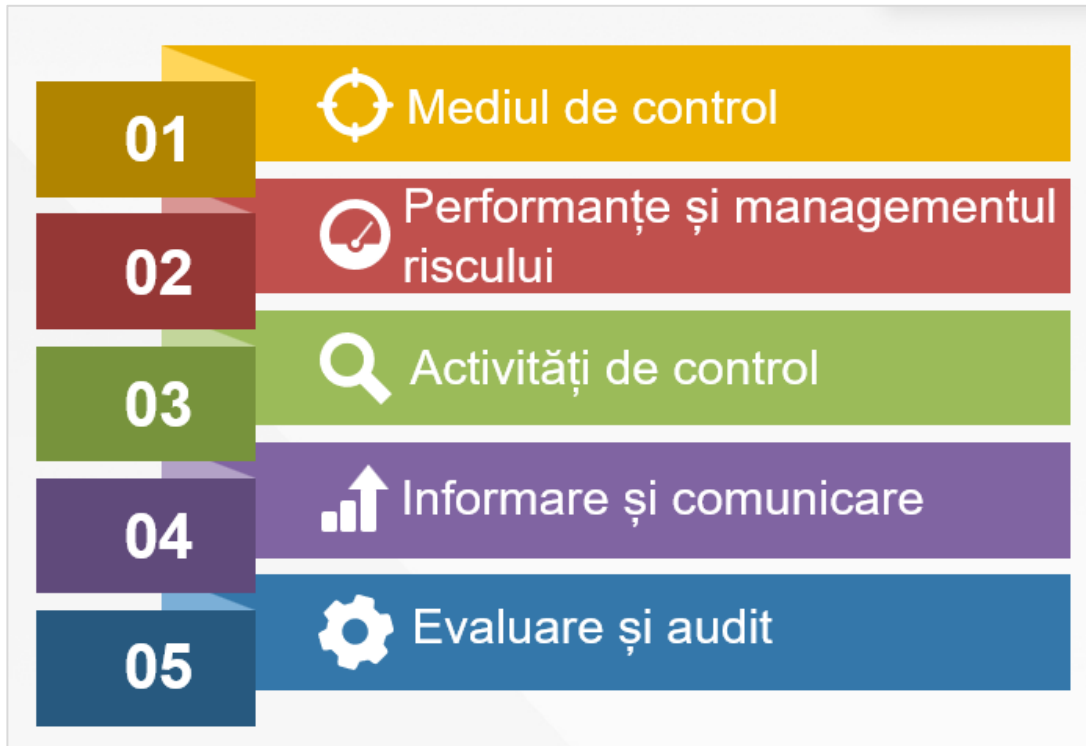 01
Mediul de control
02
Performanțe și managementul
riscului
03
Activități de control
04
Informare și comunicare
05
Evaluare și audit